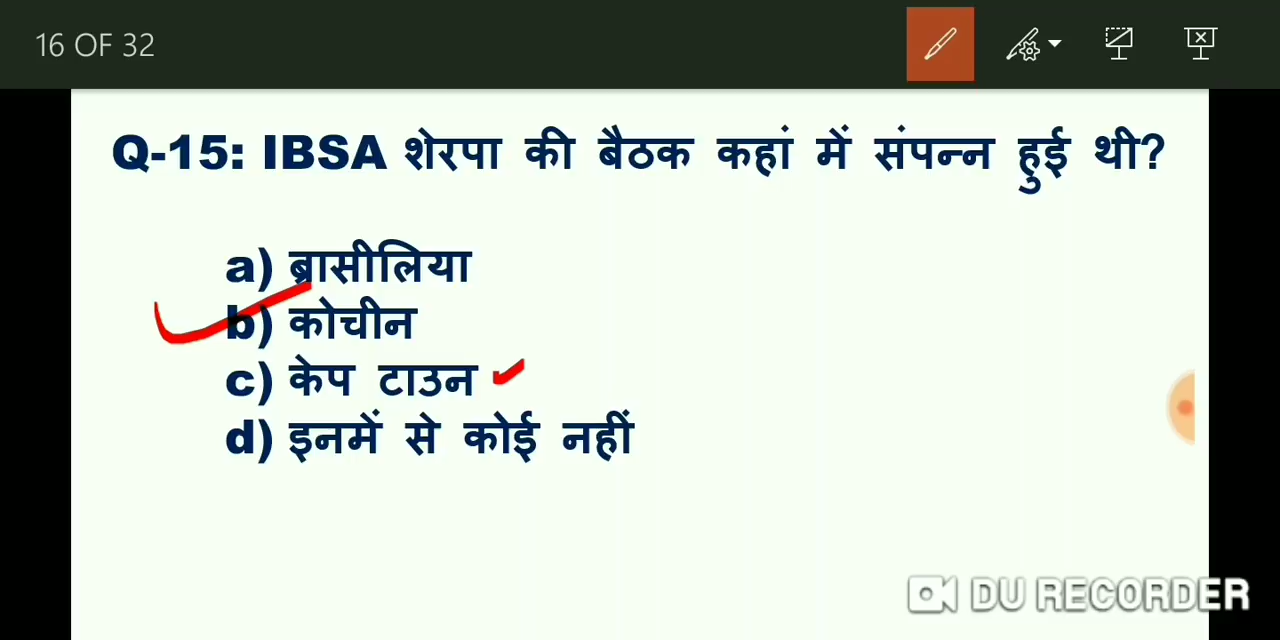 16 OF 32
Q-15: IBSA शेरपा की बैठक कहां में संपन्न हुई थी?
a) ब्रासीलिया
b) कोचीन
c) केप टाउन
d) इनमें से कोई नहीं
DU RECORDER